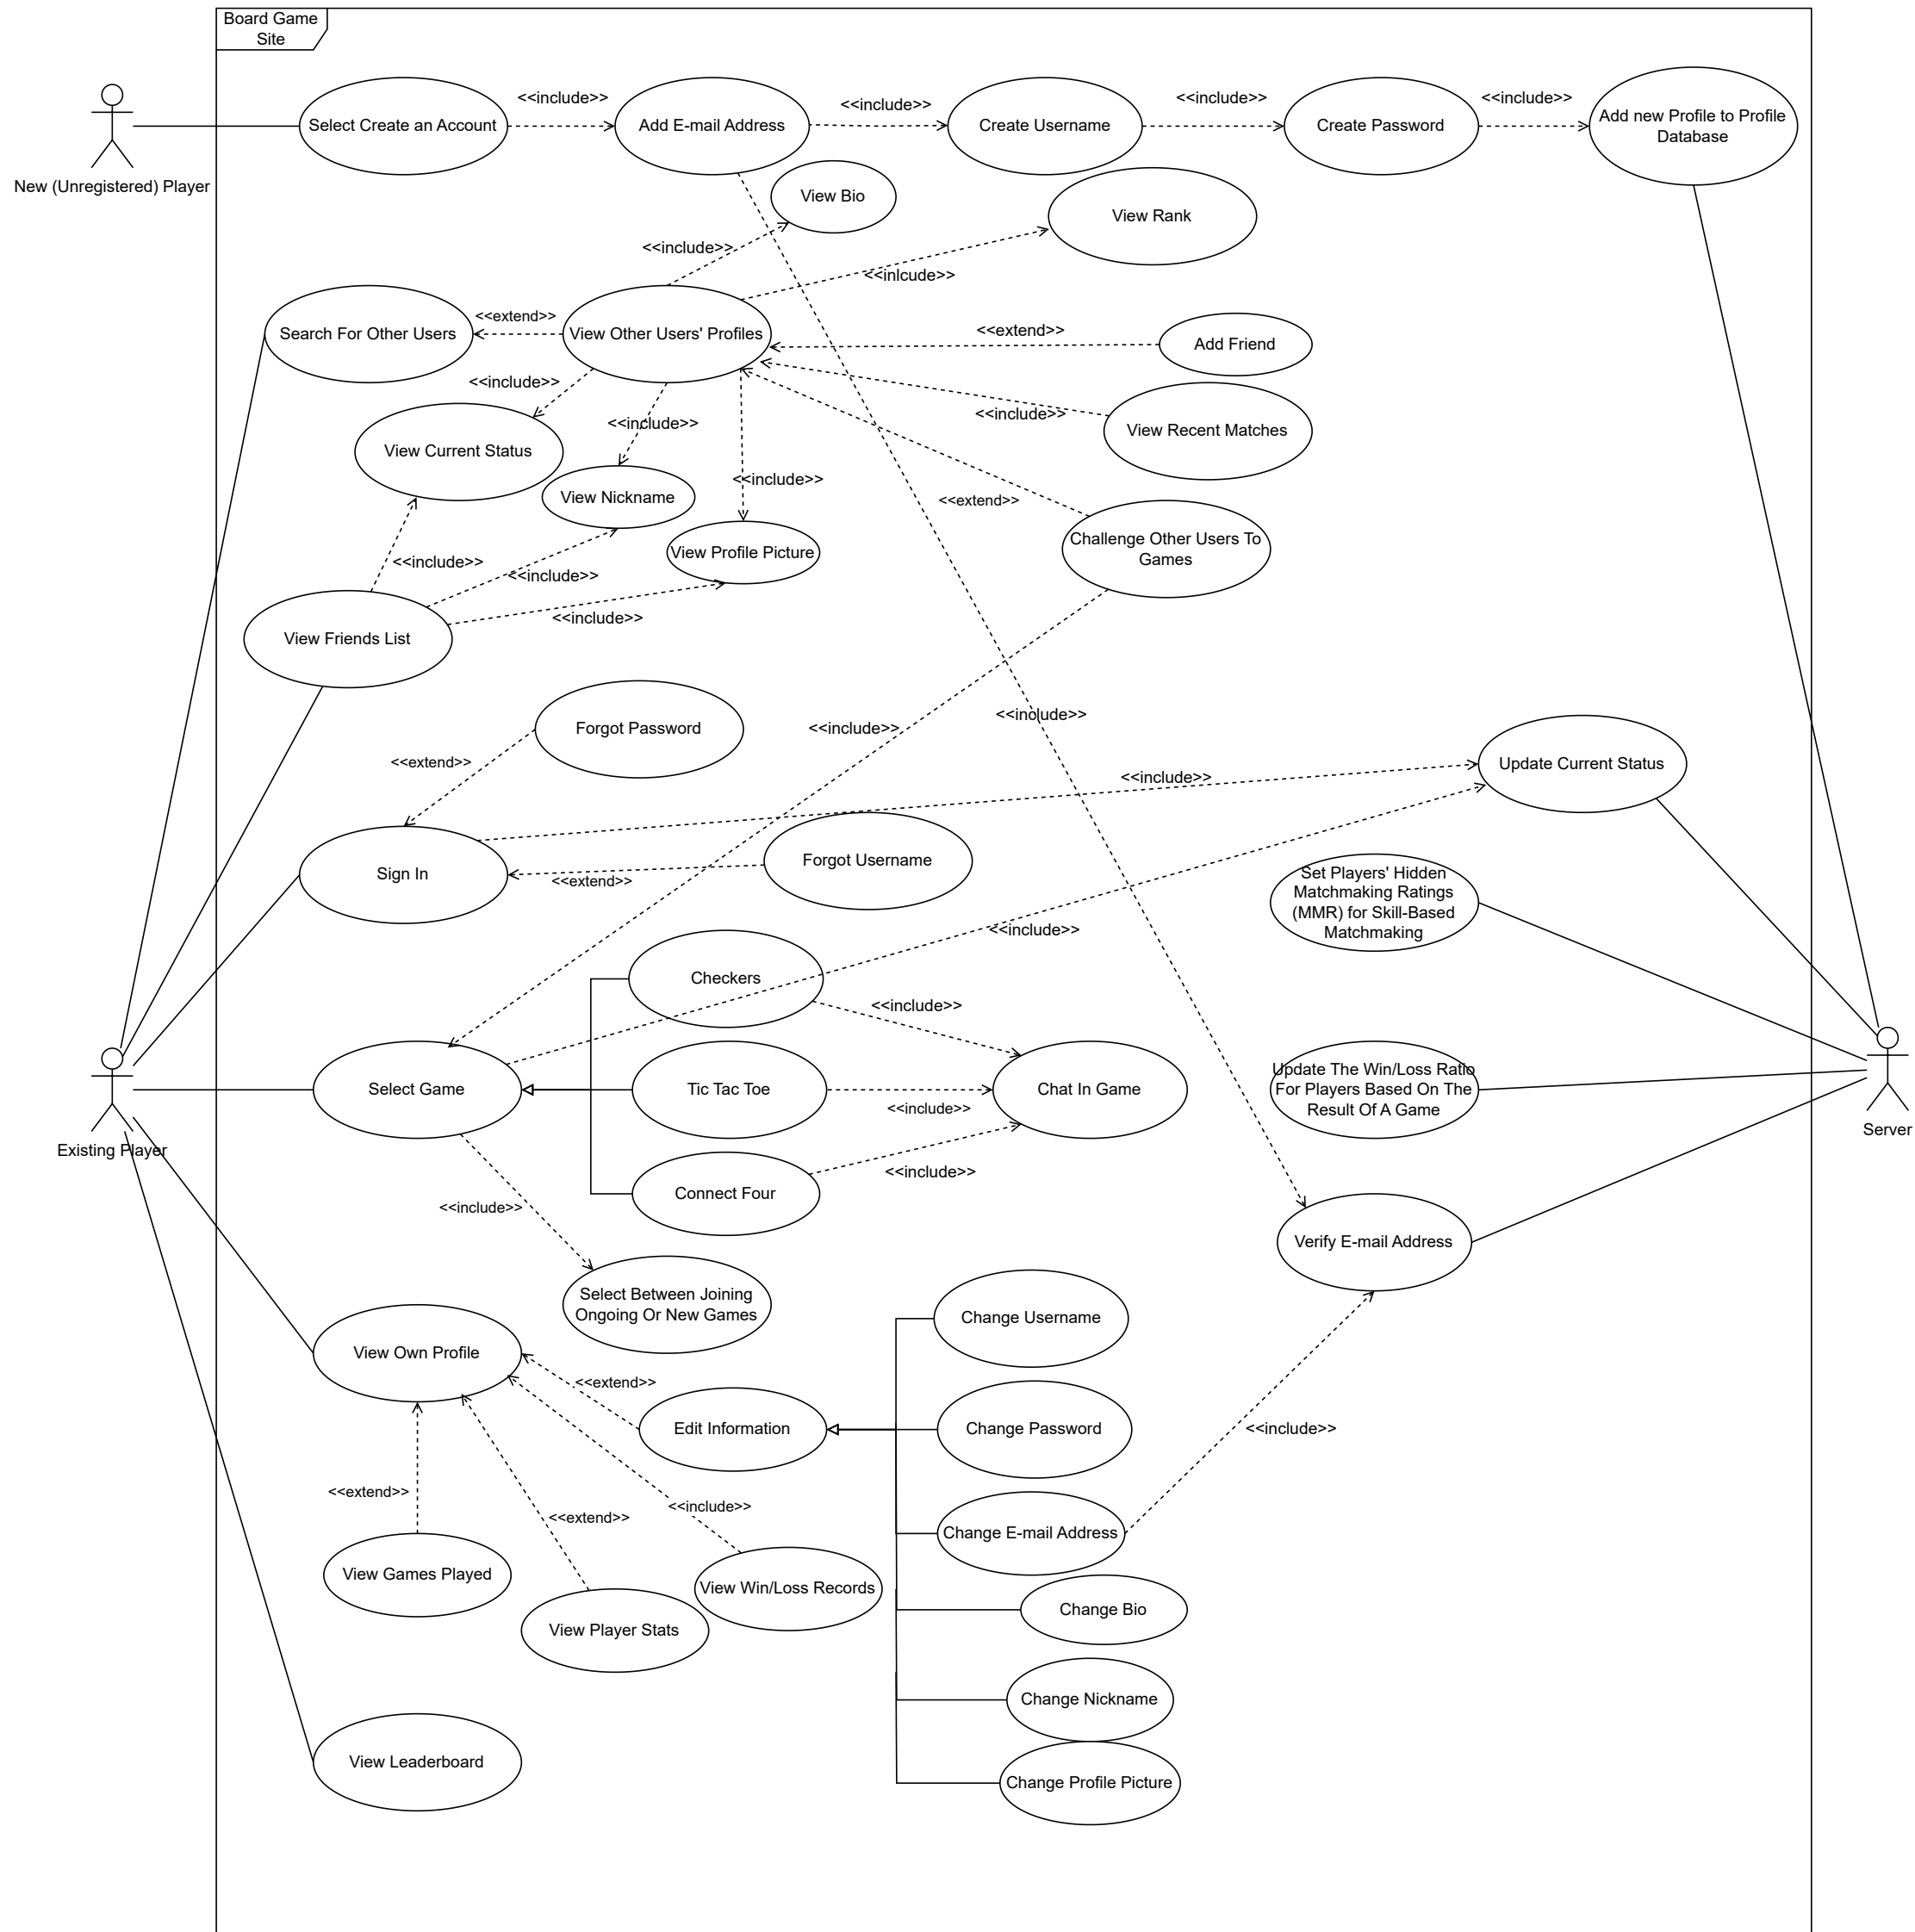 Board Game
Site
<<include>>
<<include>>
<<include>>
<<include>>
Select Create an Account
Add E-mail Address
Create Username
Create Password
Add new Profile to Profile
Database
New (Unregistered) Player
View Bio
View Rank
<<include>>
<<inlcude>>
<<extend>>
Search For Other Users
View Other Users' Profiles
<<extend>>
Add Friend
<<include>>
<<include>>
<<include>>
View Recent Matches
View Current Status
<<include>>
View Nickname
<<extend>>
View Profile Picture
Challenge Other Users To
Games
<<include>>
<<include>>
<<include>>
View Friends List
Forgot Password
<<include>>
<<include>>
<<extend>>
<<include>>
Update Current Status
Sign In
Forgot Username
<<extend>>
Set Players' Hidden
Matchmaking Ratings
(MMR) for Skill-Based
Matchmaking
<<include>>
Checkers
<<include>>
Select Game
Tic Tac Toe
Chat In Game
<<include>>
Update The Win/Loss Ratio
For Players Based On The
Result Of A Game
Existing Player
Server
<<include>>
Connect Four
<<include>>
Verify E-mail Address
Select Between Joining
Ongoing Or New Games
Change Username
View Own Profile
<<extend>>
Edit Information
Change Password
<<include>>
<<extend>>
<<include>>
<<extend>>
Change E-mail Address
View Games Played
View Win/Loss Records
Change Bio
View Player Stats
Change Nickname
View Leaderboard
Change Profile Picture